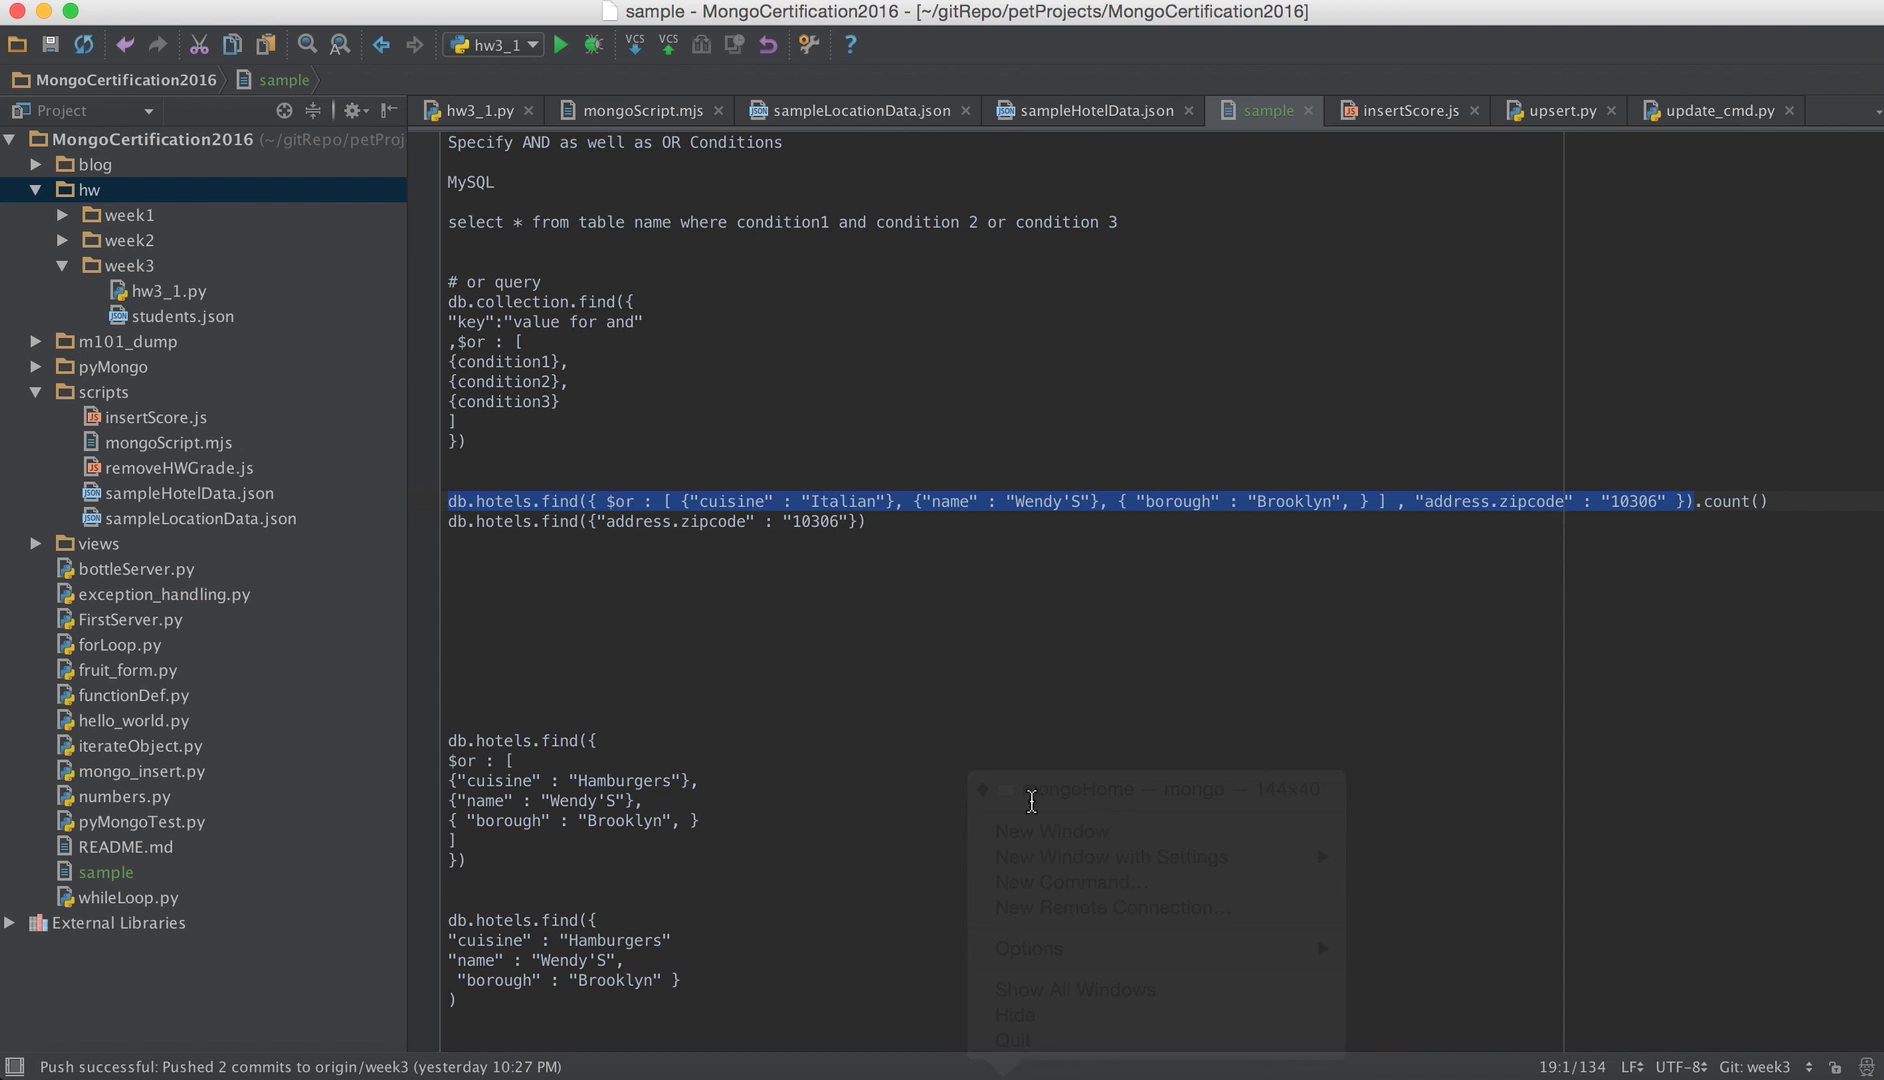 sample - MongoCertification2016 - [~/gitRepo/petProjects/MongoCertification2016]
hw3_1
VCS
VCS
?
MongoCertification2016
sample
Project
hw3_1.py
mongoScript.mjs
sampleLocationData.json
sampleHotelData.json
sample
insertScore.js
upsert.py
update_cmd.py
MongoCertification2016 (~/gitRepo/petProj
blog
hw
week1
week2
week3
hw3_1.py
students.json
m101_dump
pyMongo
scripts
insertScore.js
mongoScript.mjs
removeHWGrade.js
sampleHotelData.json
sampleLocationData.json
views
bottleServer.py
exception_handling.py
FirstServer.py
forLoop.py
fruit_form.py
functionDef.py
hello_world.py
iterateObject.py
mongo_insert.py
numbers.py
pyMongoTest.py
README.md
sample
whileLoop.py
External Libraries
Specify AND as well as OR Conditions
MySQL
select * from table name where condition1 and condition 2 or condition 3
# or query
db.collection.find({
"key":"value for and"
,$or : [
{condition1},
{condition2},
{condition3}
]
})
db.hotels.find({ $or : [ {"cuisine" : "Italian"}, {"name" : "Wendy'S"}, { "borough" : "Brooklyn", } ] , "address.zipcode" : "10306" }).count()
db.hotels.find({"address.zipcode" : "10306"})
db.hotels.find({
$or : [
{"cuisine" : "Hamburgers"},
{"name" : "Wendy'S"},
{ "borough" : "Brooklyn", }
]
})
db.hotels.find({
"cuisine" : "Hamburgers"
"name" : "Wendy'S",
"borough" : "Brooklyn" }
)
— mongo — 144×40
New Window
New Window with Settings
New Command...
New Remote Connection...
Options
Show All Windows
Hide
Quit
Push successful: Pushed 2 commits to origin/week3 (yesterday 10:27 PM)
19:1/134 LF UTF-8 Git: week3